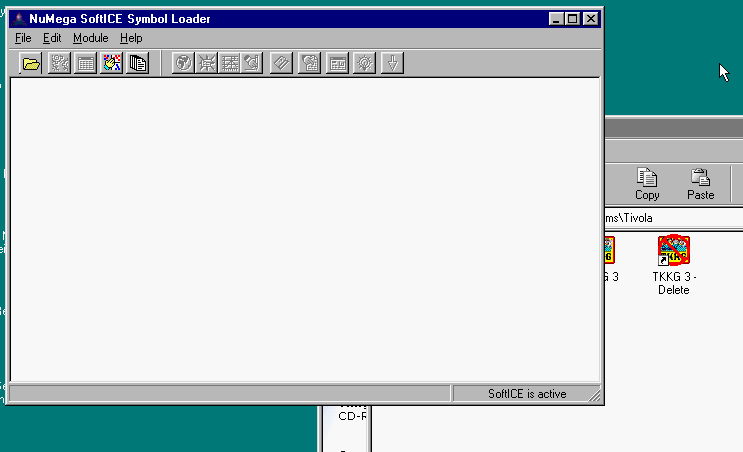 NuMega SoftICE Symbol Loader
File Edit Module Help
Copy Paste
ms\Tivola
3 TKKG 3 -
Delete
SoftICE is active
CD-R